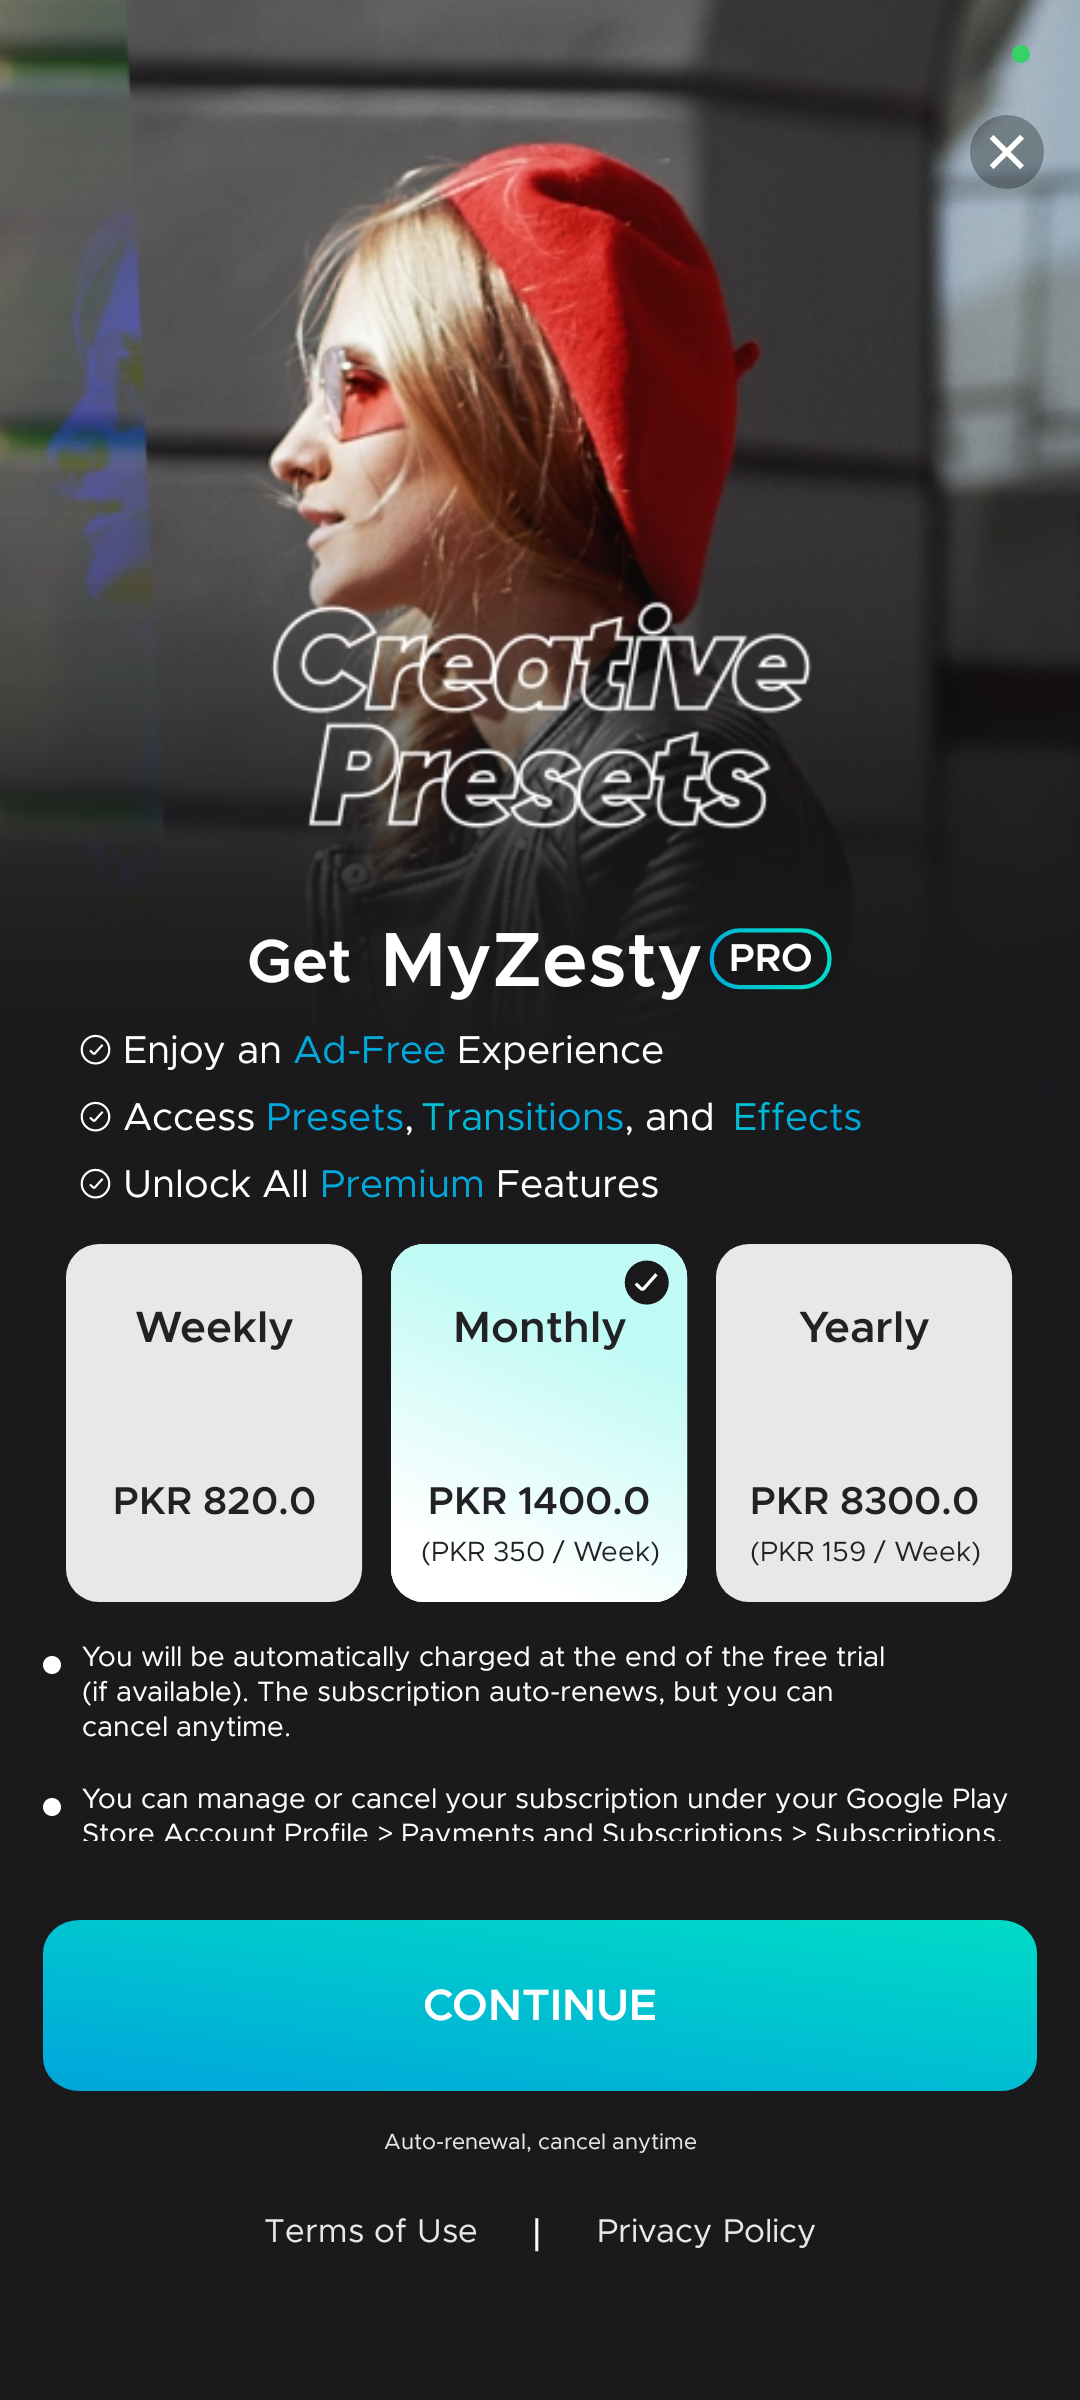 Creative
Presets
Get MyZesty PRO
Enjoy an Ad-Free Experience
Access Presets, Transitions, and Effects
Unlock All Premium Features
Weekly
PKR 820.0
Monthly
PKR 1400.0
(PKR 350 / Week)
Yearly
PKR 8300.0
(PKR 159 / Week)
You will be automatically charged at the end of the free trial
(if available). The subscription auto-renews, but you can
cancel anytime.
You can manage or cancel your subscription under your Google Play
Store Account Profile > Payments and Subscriptions > Subscriptions.
CONTINUE
Auto-renewal, cancel anytime
Terms of Use | Privacy Policy